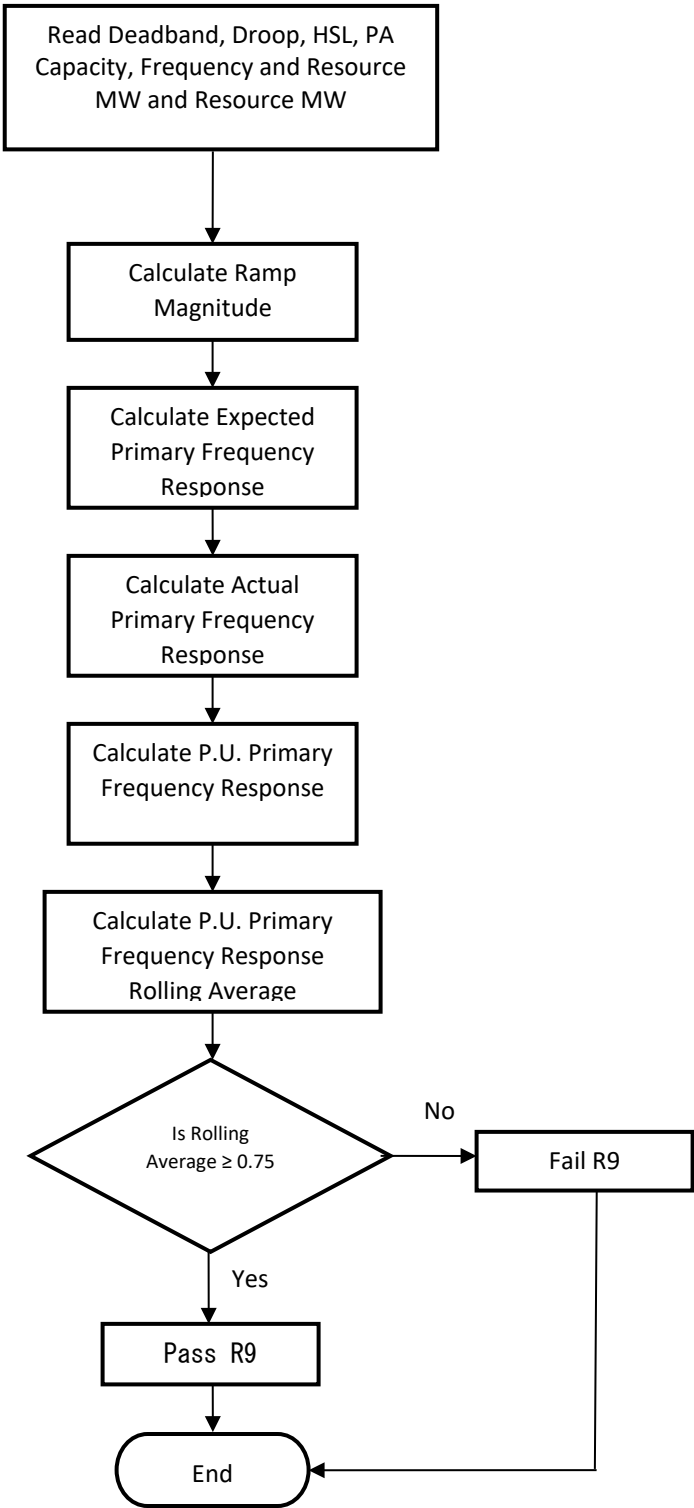 Read Deadband, Droop, HSL, PA
Capacity, Frequency and Resource
MW and Resource MW
Calculate Ramp
Magnitude
Calculate Expected
Primary Frequency
Response
Calculate Actual
Primary Frequency
Response
Calculate P.U. Primary
Frequency Response
Calculate P.U. Primary
Frequency Response
Rolling Average
Is Rolling
Average ≥ 0.75
No
Fail R9
Yes
Pass R9
End